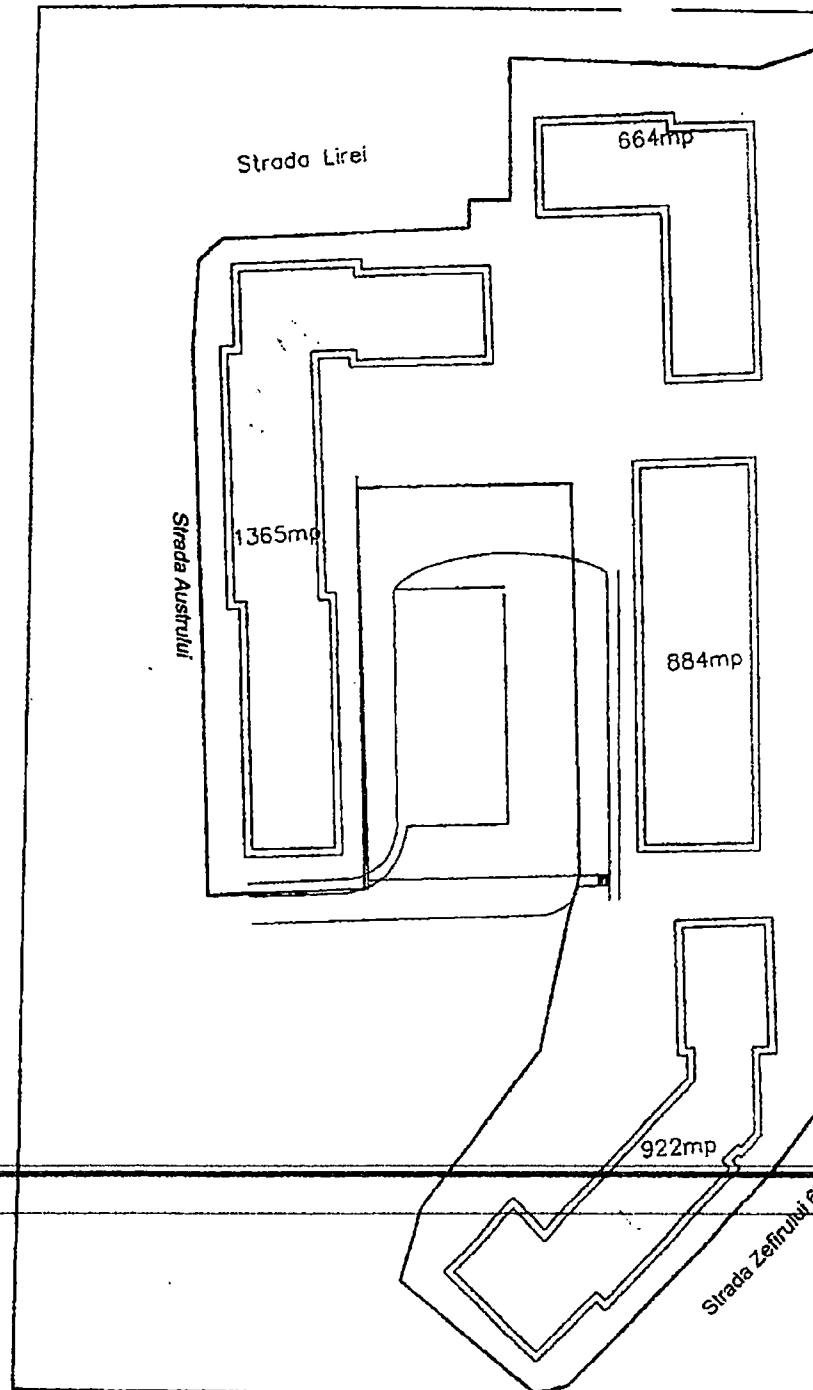 664mp
Strada Lirei
1365mp
Strada Austrului
884mp
922mp
Strada Zefirului